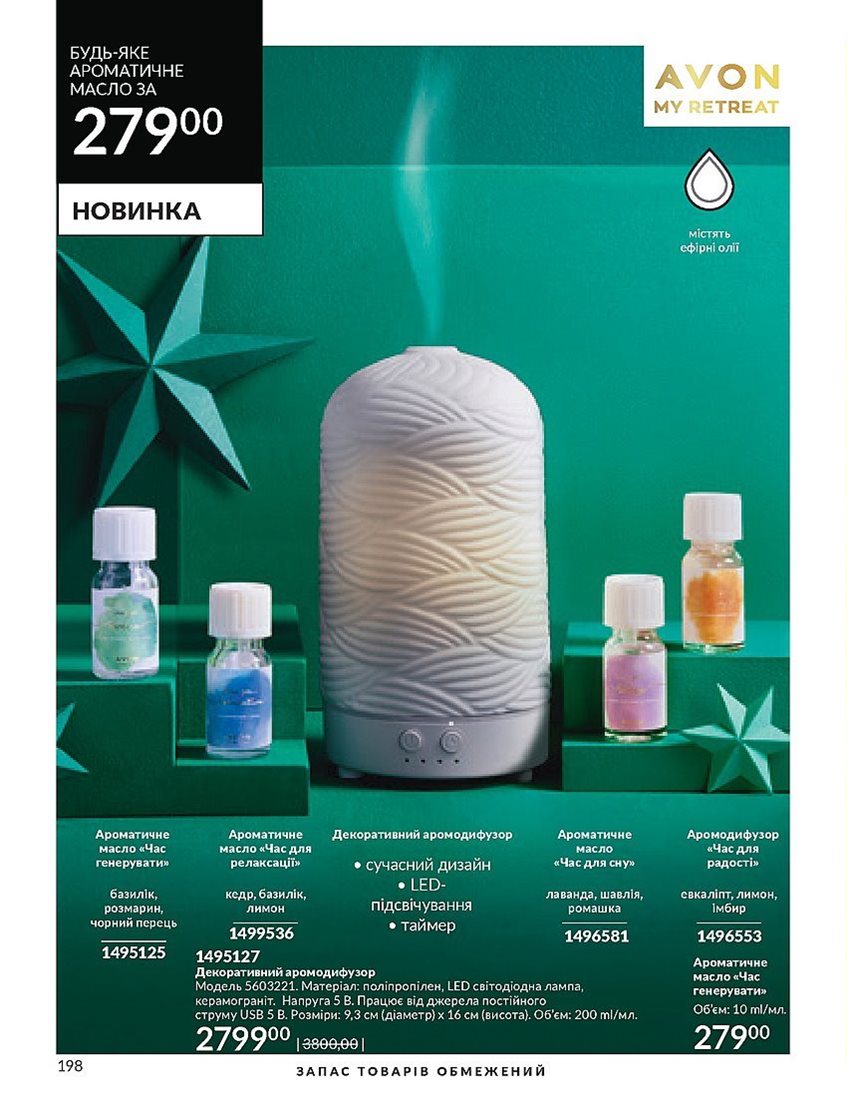 БУДЬ-ЯКЕ
АРОМАТИЧНЕ
МАСЛО ЗА
279⁰⁰
НОВИНКА
AVON
MY RETREAT
містять
ефірні олії
AVON
Ароматичне
масло «Час
генерувати»
базилік,
розмарин,
чорний перець
1495125
Ароматичне
масло «Час для
релаксації»
кедр, базилік,
лимон
1499536
Декоративний аромодифузор
• сучасний дизайн
• LED-
підсвічування
• таймер
Ароматичне
масло
«Час для сну»
лаванда, шавлія,
ромашка
1496581
Аромодифузор
«Час для
радості»
евкаліпт, лимон,
імбир
1496553
1495127
Декоративний аромодифузор
Модель 5603221. Матеріал: поліпропілен, LED світодіодна лампа,
керамограніт. Напруга 5 В. Працює від джерела постійного
струму USB 5 В. Розміри: 9,3 см (діаметр) х 16 см (висота). Об'єм: 200 ml/мл.
2799⁰⁰ | 3800,00 |
Ароматичне
масло «Час
генерувати»
Об'єм: 10 ml/мл.
279⁰⁰
198
ЗАПАС ТОВАРІВ ОБМЕЖЕНИЙ